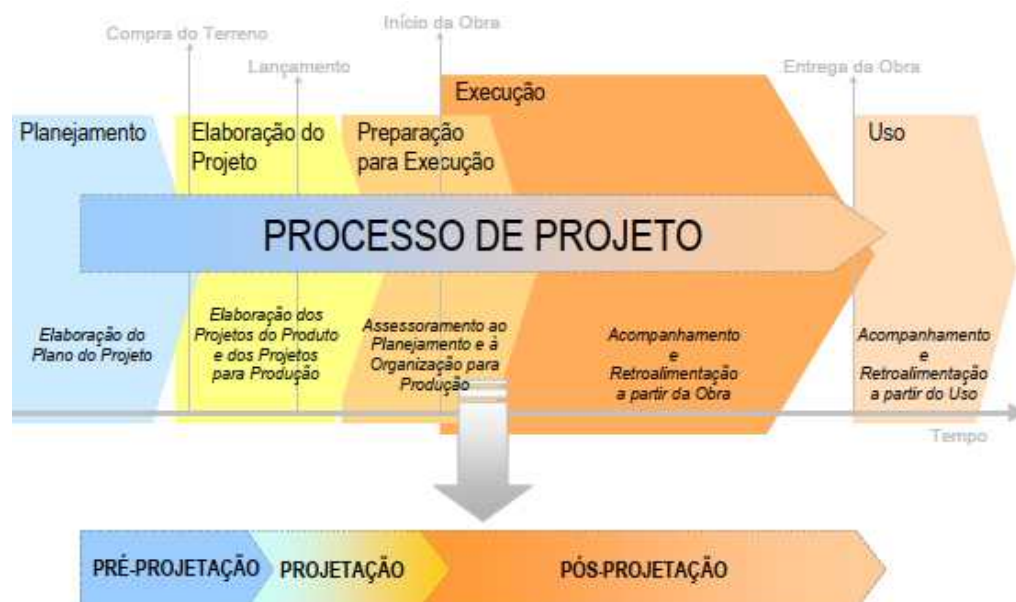 Início da Obra
Compra do Terreno
Lançamento
Entrega da Obra
Execução
Planejamento
Elaboração do
Projeto
Preparação
para Execução
Uso
PROCESSO DE PROJETO
Elaboração do
Plano do Projeto
Elaboração dos
Projetos do Produto
e dos Projetos
para Produção
Assessoramento ao
Planejamento e à
Organização para
Produção
Acompanhamento
e
Retroalimentação
a partir da Obra
Acompanhamento
e
Retroalimentação
a partir do Uso
Tempo
PRÉ-PROJETAÇÃO
PROJETAÇÃO
PÓS-PROJETAÇÃO